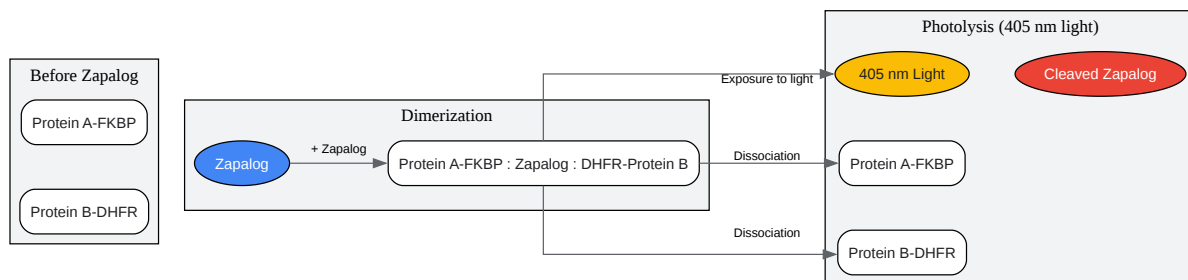 Before Zapalog
Protein A-FKBP
Protein B-DHFR
Dimerization
Zapalog
+ Zapalog
Protein A-FKBP : Zapalog : DHFR-Protein B
Exposure to light
Dissociation
Dissociation
Photolysis (405 nm light)
405 nm Light
Cleaved Zapalog
Protein A-FKBP
Protein B-DHFR